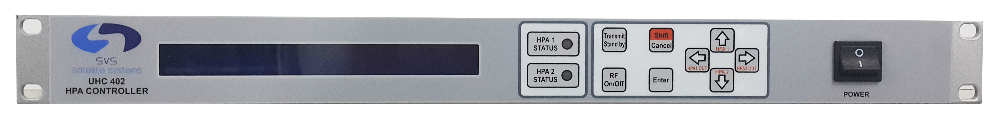 SVS
satellite systems
UHC 402
HPA CONTROLLER
HPA 1
STATUS
HPA 2
STATUS
Transmit
Stand by
Shift
Cancel
RF
On/Off
Enter
HPA 1
HPA1 OUT
HPA2 OUT
HPA 2
O
I
POWER